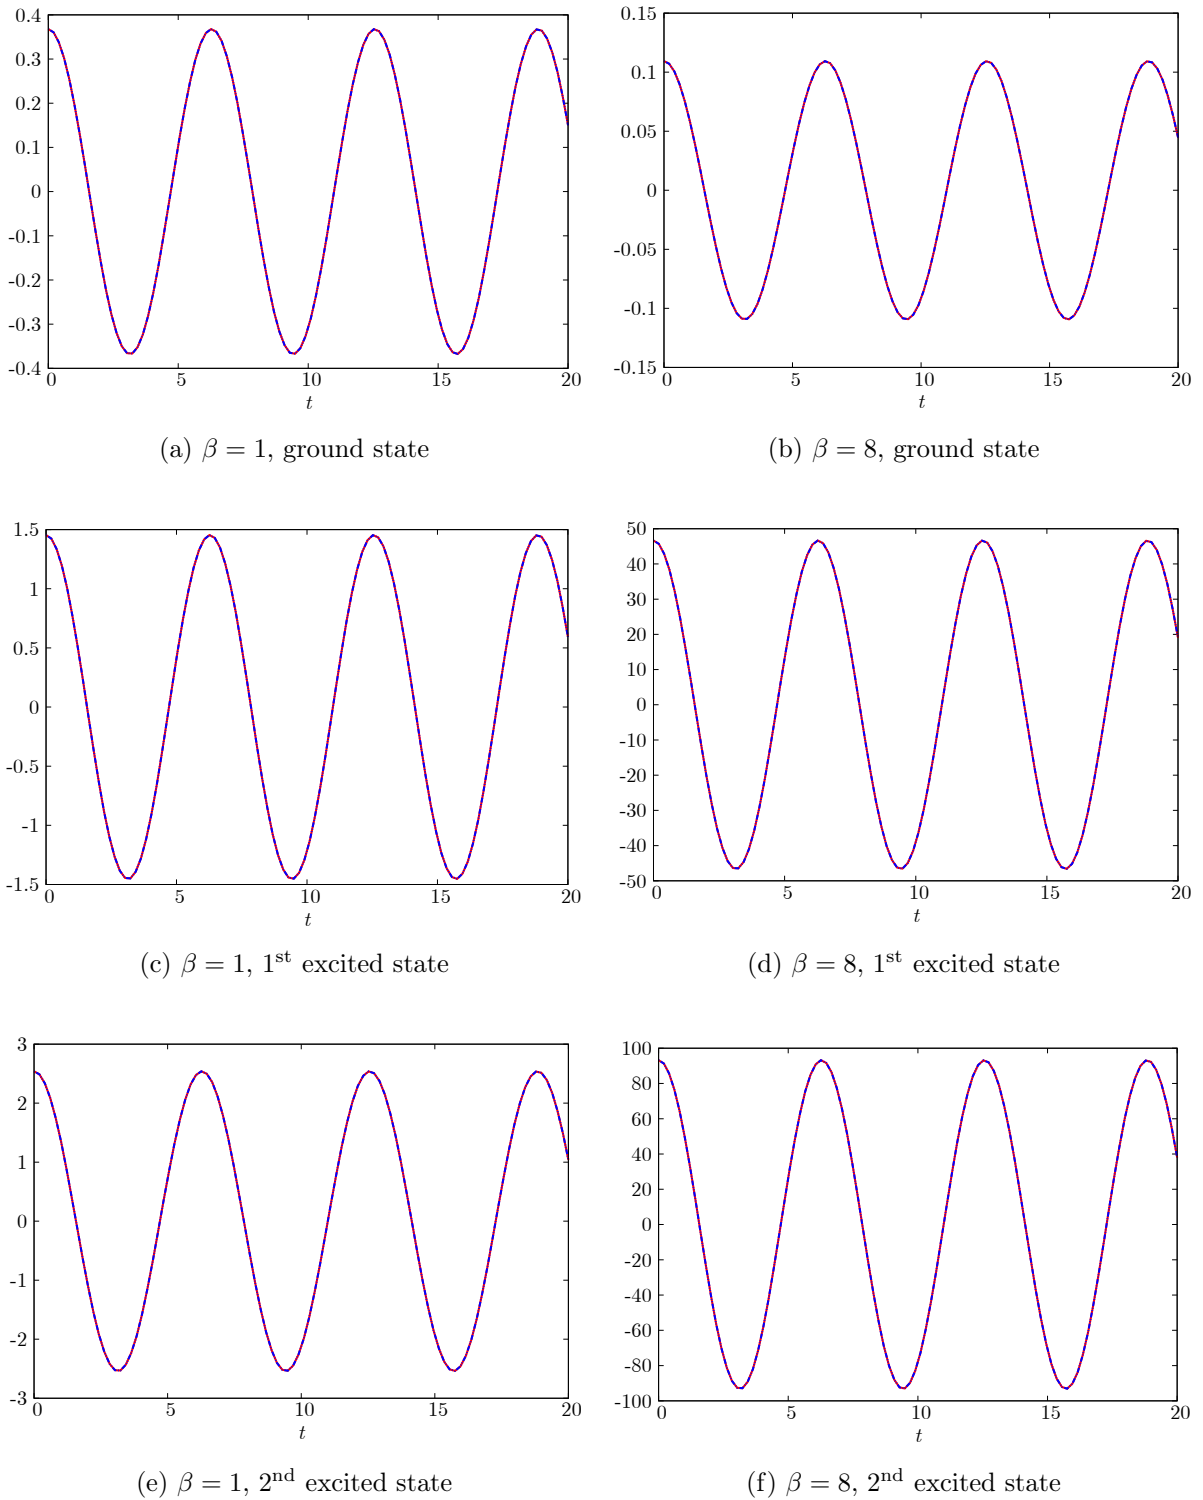 0.4
0.3
0.2
0.1
0
-0.1
-0.2
-0.3
-0.4
0 5 10 15 20
t
(a) β = 1, ground state
0.15
0.1
0.05
0
-0.05
-0.1
-0.15
0 5 10 15 20
t
(b) β = 8, ground state
1.5
1
0.5
0
-0.5
-1
-1.5
0 5 10 15 20
t
(c) β = 1, 1st excited state
50
40
30
20
10
0
-10
-20
-30
-40
-50
0 5 10 15 20
t
(d) β = 8, 1st excited state
3
2
1
0
-1
-2
-3
0 5 10 15 20
t
(e) β = 1, 2nd excited state
100
80
60
40
20
0
-20
-40
-60
-80
-100
0 5 10 15 20
t
(f) β = 8, 2nd excited state